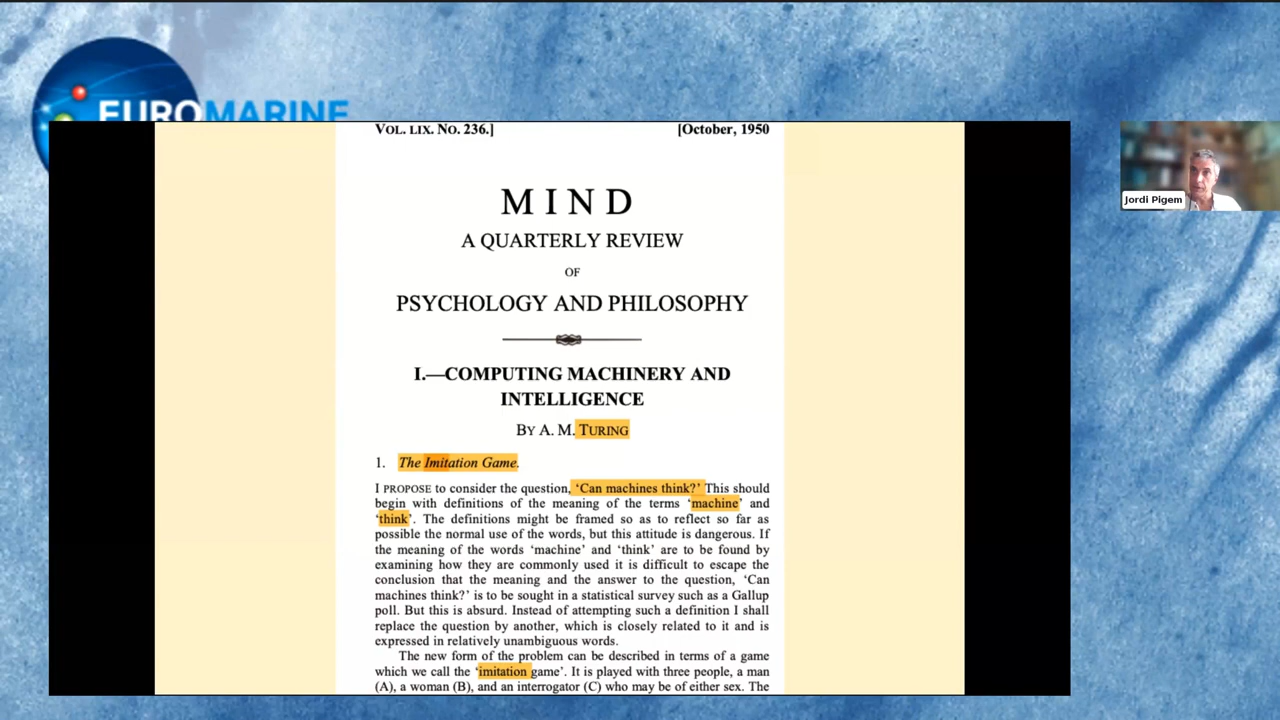 EUROMARINE
VOL. LIX. NO. 236.]
[October, 1950
MIND
A QUARTERLY REVIEW
OF
PSYCHOLOGY AND PHILOSOPHY
I.—COMPUTING MACHINERY AND
INTELLIGENCE
BY A. M. TURING
1. The Imitation Game.
I PROPOSE to consider the question, ‘Can machines think?’ This should
begin with definitions of the meaning of the terms ‘machine’ and
‘think’. The definitions might be framed so as to reflect so far as
possible the normal use of the words, but this attitude is dangerous. If
the meaning of the words ‘machine’ and ‘think’ are to be found by
examining how they are commonly used it is difficult to escape the
conclusion that the meaning and the answer to the question, ‘Can
machines think?’ is to be sought in a statistical survey such as a Gallup
poll. But this is absurd. Instead of attempting such a definition I shall
replace the question by another, which is closely related to it and is
expressed in relatively unambiguous words.
The new form of the problem can be described in terms of a game
which we call the ‘imitation game’. It is played with three people, a man
(A), a woman (B), and an interrogator (C) who may be of either sex. The
Jordi Pigem